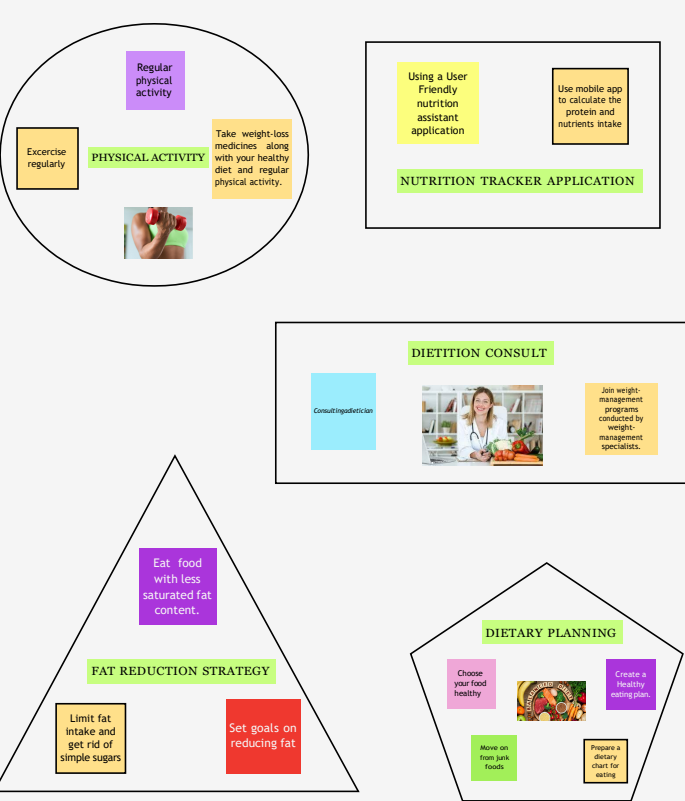 Regular
physical
activity
Excercise
regularly
PHYSICAL ACTIVITY
Take weight-loss
medicines along
with your healthy
diet and regular
physical activity.
Using a User
Friendly
nutrition
assistant
application
Use mobile app
to calculate the
protein and
nutrients intake
NUTRITION TRACKER APPLICATION
DIETITION CONSULT
Consultingadietician
Join weight-
management
programs
conducted by
weight-
management
specialists.
Eat food
with less
saturated fat
content.
FAT REDUCTION STRATEGY
Limit fat
intake and
get rid of
simple sugars
Set goals on
reducing fat
DIETARY PLANNING
Choose
your food
healthy
Create a
Healthy
eating plan.
Move on
from junk
foods
Prepare a
dietary
chart for
eating